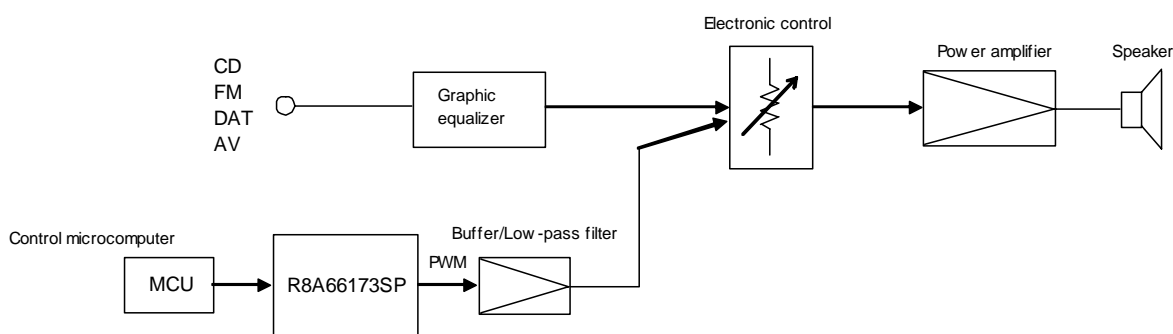 Electronic control
Power amplifier
Speaker
CD
FM
DAT
AV
Graphic
equalizer
Control microcomputer
Buffer/Low-pass filter
MCU
R8A66173SP
PWM